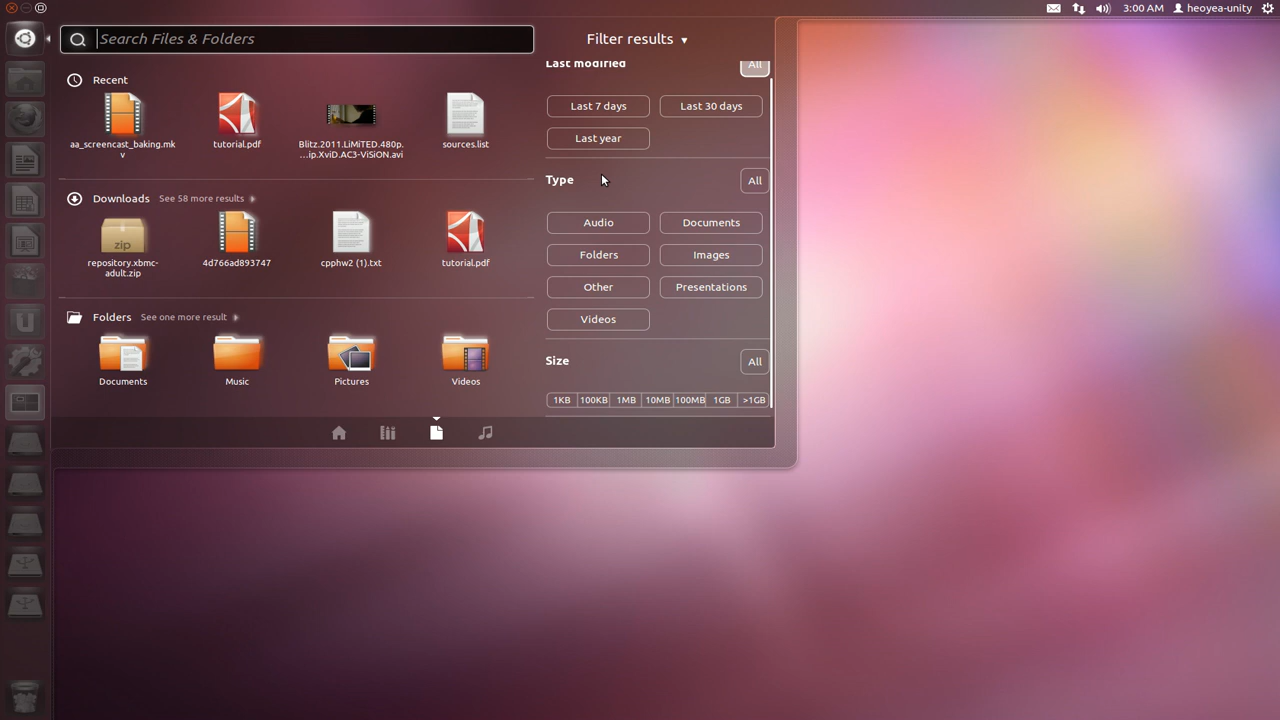 3:00 AM heoyea-unity
Search Files & Folders
Filter results ▾
Recent
aa_screencast_baking.mk
v
tutorial.pdf
Blitz.2011.LiMiTED.480p.
...ip.XviD.AC3-ViSiON.avi
sources.list
Downloads See 58 more results
zip
repository.xbmc-
adult.zip
4d766ad893747
cpphw2 (1).txt
tutorial.pdf
Folders See one more result
Documents
Music
Pictures
Videos
Last modified All
Last 7 days Last 30 days
Last year
Type All
Audio Documents
Folders Images
Other Presentations
Videos
Size All
1KB 100KB 1MB 10MB 100MB 1GB >1GB
U